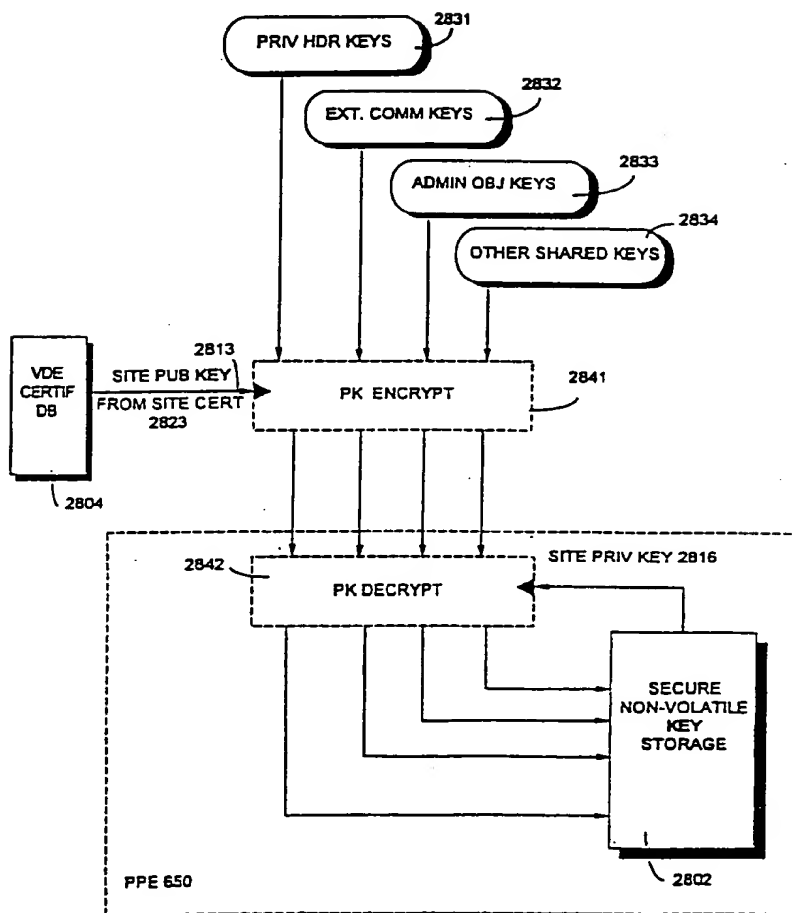 PRIV HDR KEYS
2831
EXT. COMM KEYS
2832
ADMIN OBJ KEYS
2833
OTHER SHARED KEYS
2834
VDE
CERTIF
DB
2804
2813
SITE PUB KEY
FROM SITE CERT
2823
PK ENCRYPT
2841
2842
PK DECRYPT
SITE PRIV KEY 2816
SECURE
NON-VOLATILE
KEY
STORAGE
2802
PPE 650